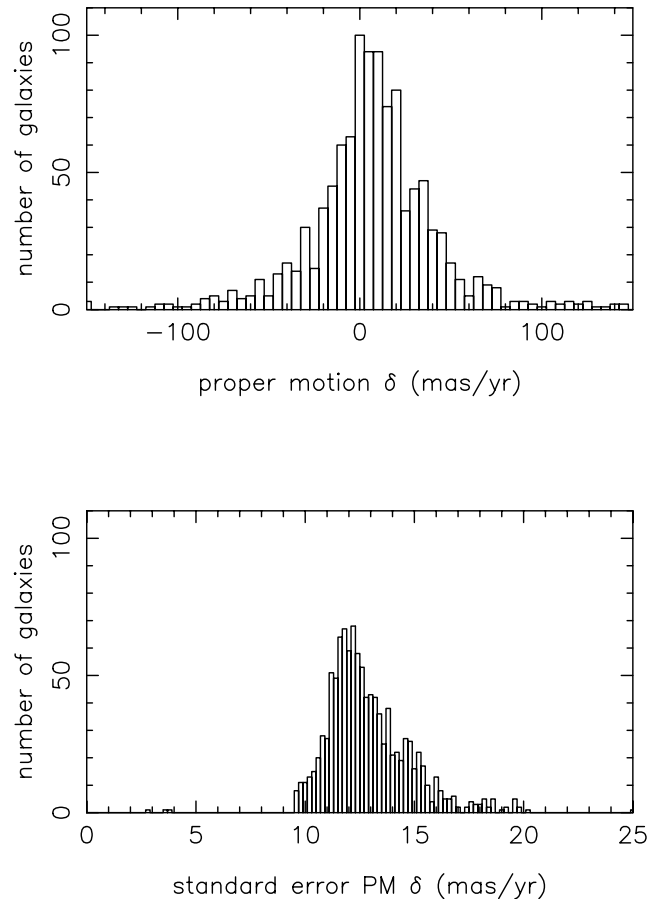 100
50
0
number of galaxies
−100 0 100
proper motion δ (mas/yr)
100
50
0
number of galaxies
0 5 10 15 20 25
standard error PM δ (mas/yr)